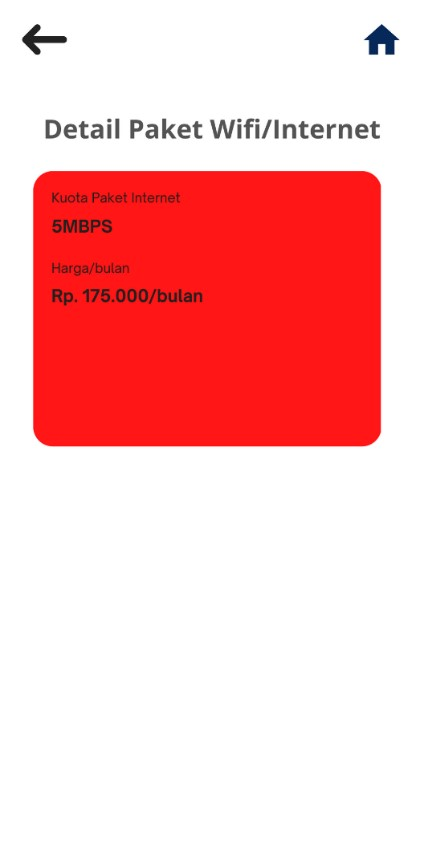 Detail Paket Wifi/Internet
Kuota Paket Internet
5MBPS
Harga/bulan
Rp. 175.000/bulan